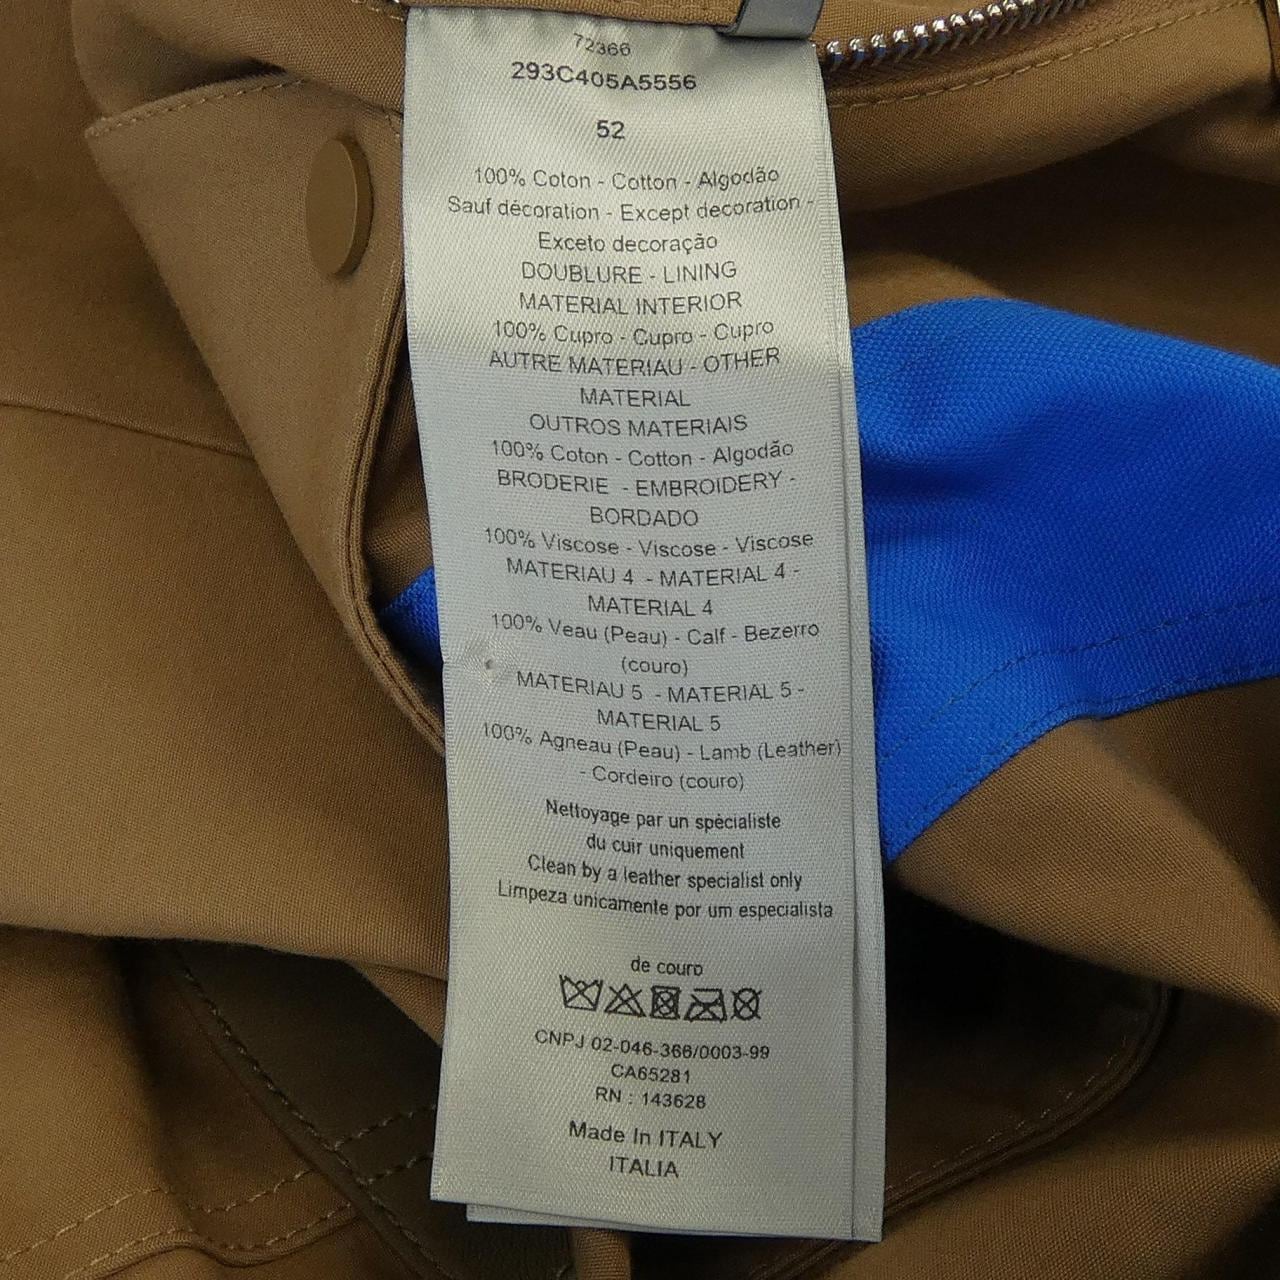 72366
293C405A5556
52
100% Coton - Cotton - Algodão
Sauf décoration - Except decoration -
Exceto decoração
DOUBLURE - LINING
MATERIAL INTERIOR
100% Cupro - Cupro - Cupro
AUTRE MATERIAU - OTHER
MATERIAL
OUTROS MATERIAIS
100% Coton - Cotton - Algodão
BRODERIE - EMBROIDERY -
BORDADO
100% Viscose - Viscose - Viscose
MATERIAU 4 - MATERIAL 4 -
MATERIAL 4
100% Veau (Peau) - Calf - Bezerro
(couro)
MATERIAU 5 - MATERIAL 5 -
MATERIAL 5
100% Agneau (Peau) - Lamb (Leather)
- Cordeiro (couro)
Nettoyage par un spécialiste
du cuir uniquement
Clean by a leather specialist only
Limpeza unicamente por um especialista
de couro
CNPJ 02-046-366/0003-99
CA65281
RN : 143628
Made In ITALY
ITALIA